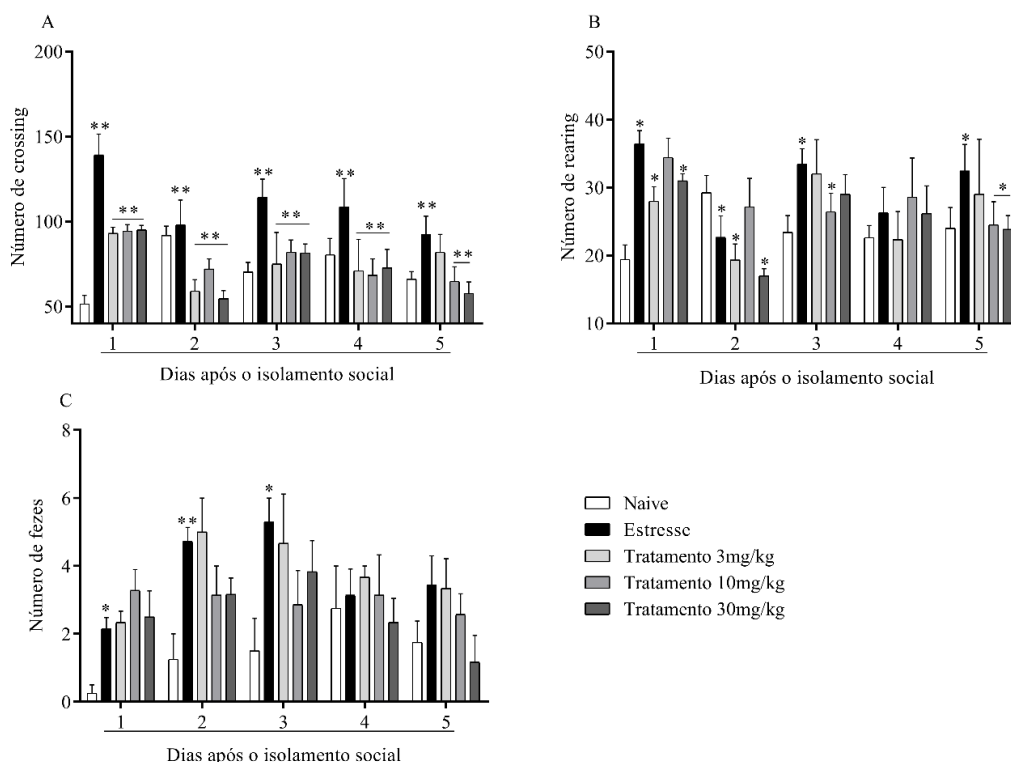 A
Número de crossing
200
150
100
50
**
**
**
**
**
**
**
**
**
**
1 2 3 4 5
Dias após o isolamento social
B
Número de rearing
50
40
30
20
10
*
*
*
*
*
*
*
*
*
*
1 2 3 4 5
Dias após o isolamento social
C
Número de fezes
8
6
4
2
0
*
**
*
1 2 3 4 5
Dias após o isolamento social
Naive
Estresse
Tratamento 3mg/kg
Tratamento 10mg/kg
Tratamento 30mg/kg